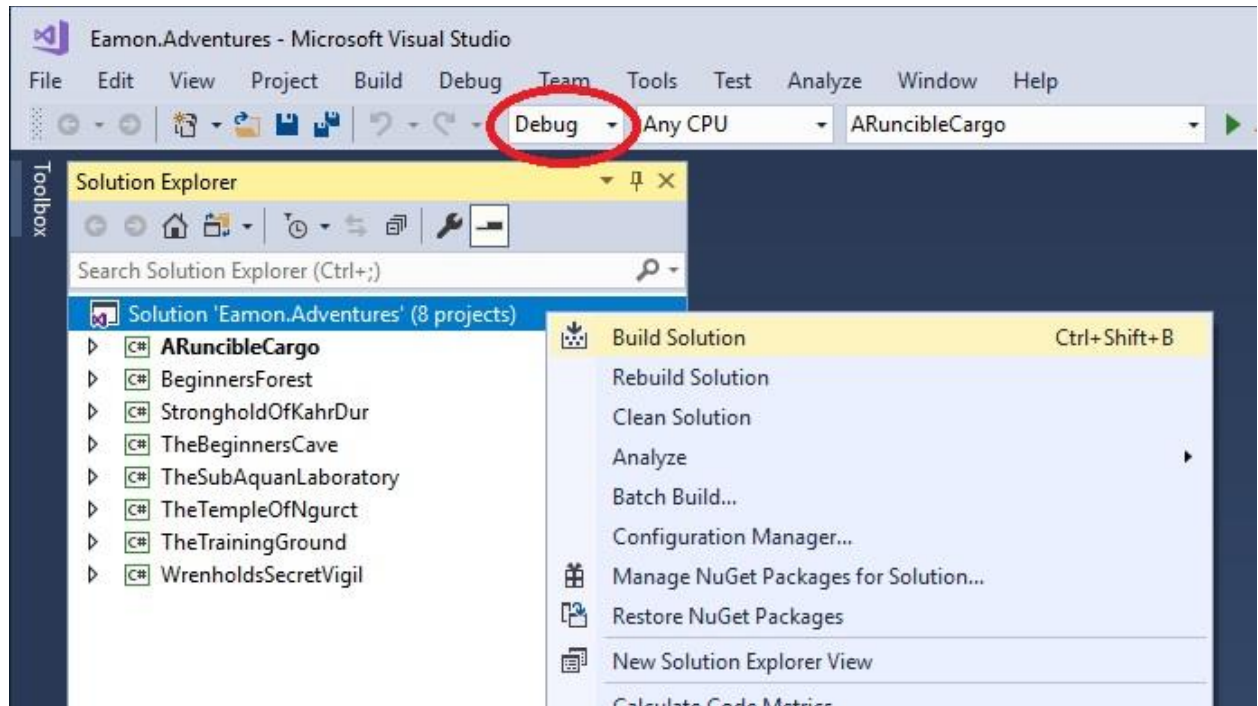 Eamon.Adventures - Microsoft Visual Studio
File Edit View Project Build Debug Team Tools Test Analyze Window Help
Debug Any CPU ARuncibleCargo
Toolbox
Solution Explorer
Search Solution Explorer (Ctrl+;)
Solution 'Eamon.Adventures' (8 projects)
C# ARuncibleCargo
C# BeginnersForest
C# StrongholdOfKahrDur
C# TheBeginnersCave
C# TheSubAquanLaboratory
C# TheTempleOfNgurct
C# TheTrainingGround
C# WrenholdsSecretVigil
Build Solution Ctrl+Shift+B
Rebuild Solution
Clean Solution
Analyze
Batch Build...
Configuration Manager...
Manage NuGet Packages for Solution...
Restore NuGet Packages
New Solution Explorer View
Calculate Code Metrics